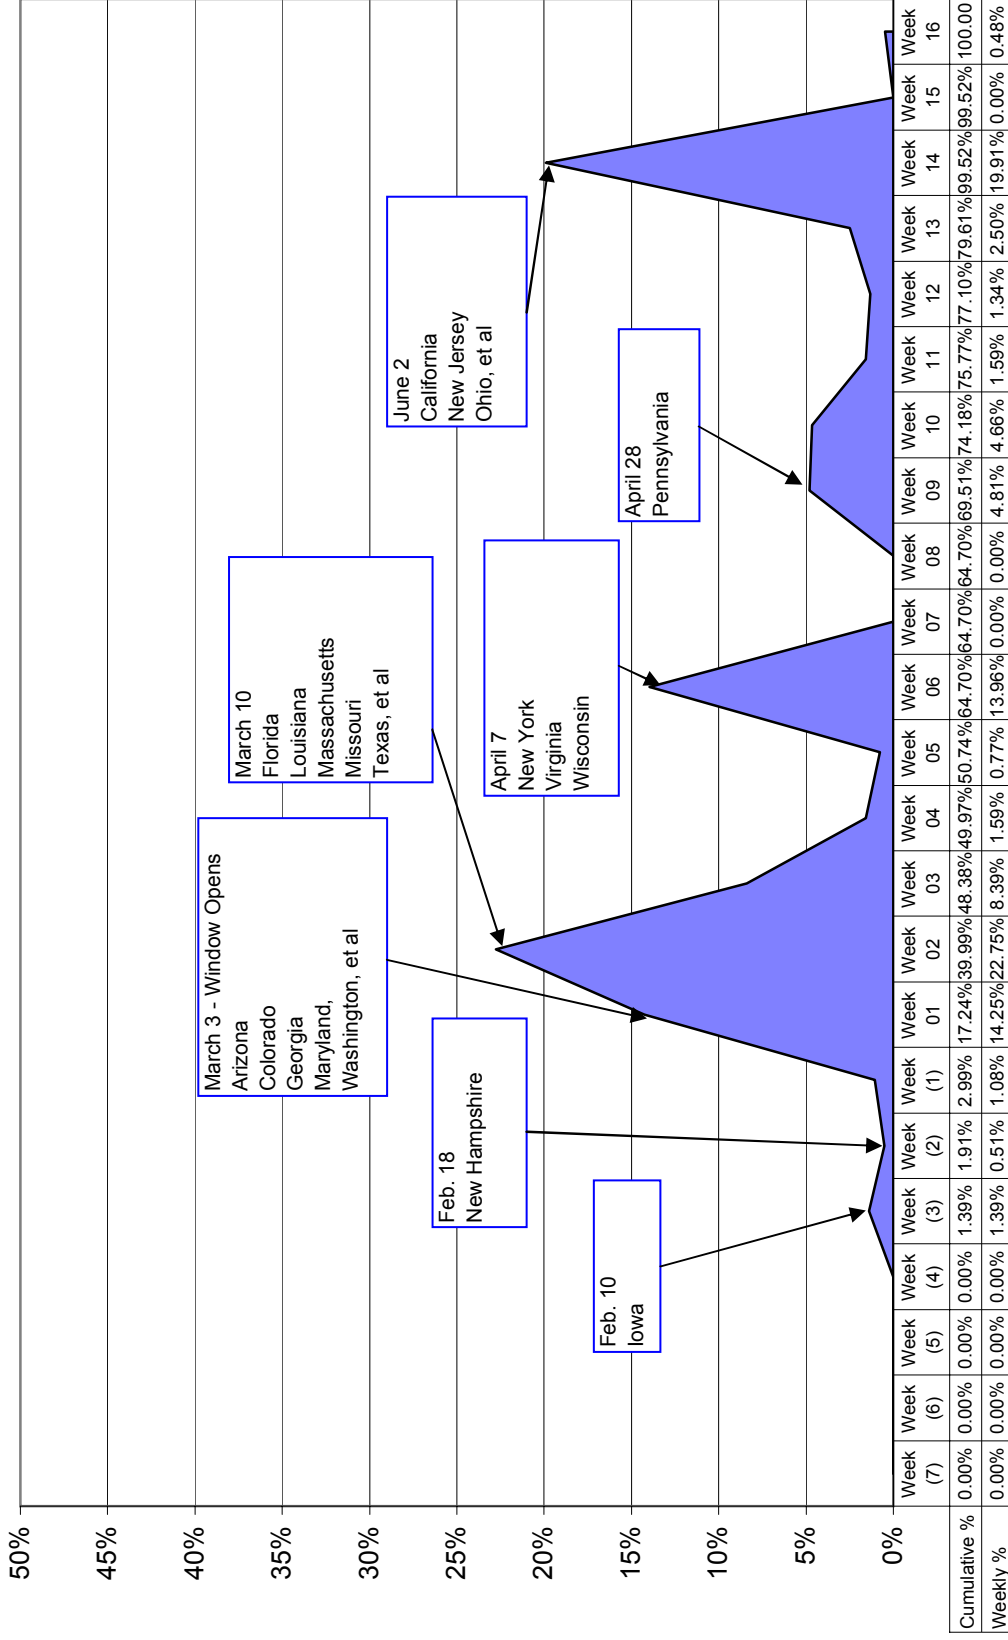 50%
45%
40%
35%
30%
25%
20%
15%
10%
5%
0%
Feb. 10
Iowa
Feb. 18
New Hampshire
March 3 - Window Opens
Arizona
Colorado
Georgia
Maryland,
Washington, et al
March 10
Florida
Louisiana
Massachusetts
Missouri
Texas, et al
April 7
New York
Virginia
Wisconsin
April 28
Pennsylvania
June 2
California
New Jersey
Ohio, et al
Week Week Week Week Week Week Week Week Week Week Week Week Week Week Week Week Week Week Week Week Week Week Week
(7) (6) (5) (4) (3) (2) (1) 01 02 03 04 05 06 07 08 09 10 11 12 13 14 15 16
Cumulative % 0.00% 0.00% 0.00% 0.00% 1.39% 1.91% 2.99% 17.24% 39.99% 48.38% 49.97% 50.74% 64.70% 64.70% 64.70% 69.51% 74.18% 75.77% 77.10% 79.61% 99.52% 99.52% 100.00
Weekly % 0.00% 0.00% 0.00% 0.00% 1.39% 0.51% 1.08% 14.25% 22.75% 8.39% 1.59% 0.77% 13.96% 0.00% 0.00% 4.81% 4.66% 1.59% 1.34% 2.50% 19.91% 0.00% 0.48%